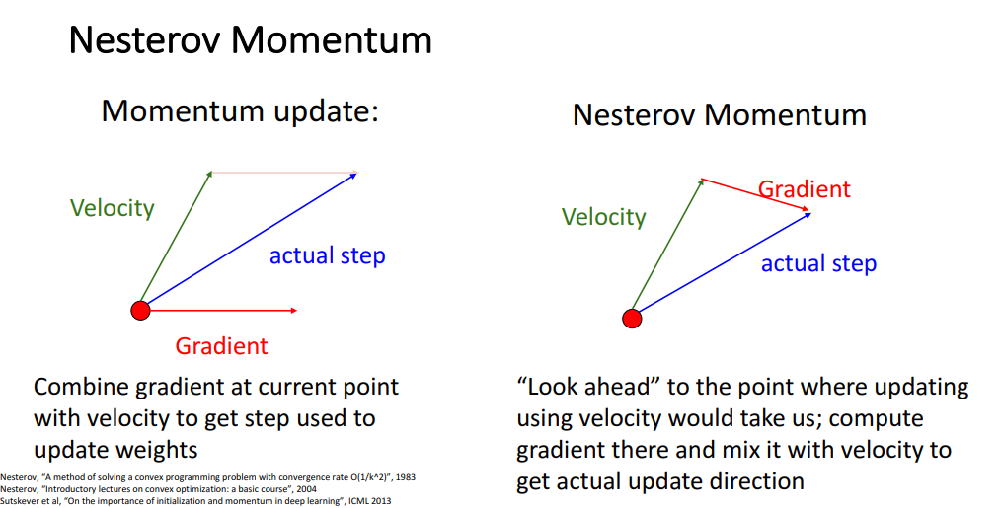 Nesterov Momentum
Momentum update:
Velocity
actual step
Gradient
Combine gradient at current point
with velocity to get step used to
update weights
Nesterov Momentum
Gradient
Velocity
actual step
“Look ahead” to the point where updating
using velocity would take us; compute
gradient there and mix it with velocity to
get actual update direction
Nesterov, “A method of solving a convex programming problem with convergence rate O(1/k^2)”, 1983
Nesterov, “Introductory lectures on convex optimization: a basic course”, 2004
Sutskever et al, “On the importance of initialization and momentum in deep learning”, ICML 2013